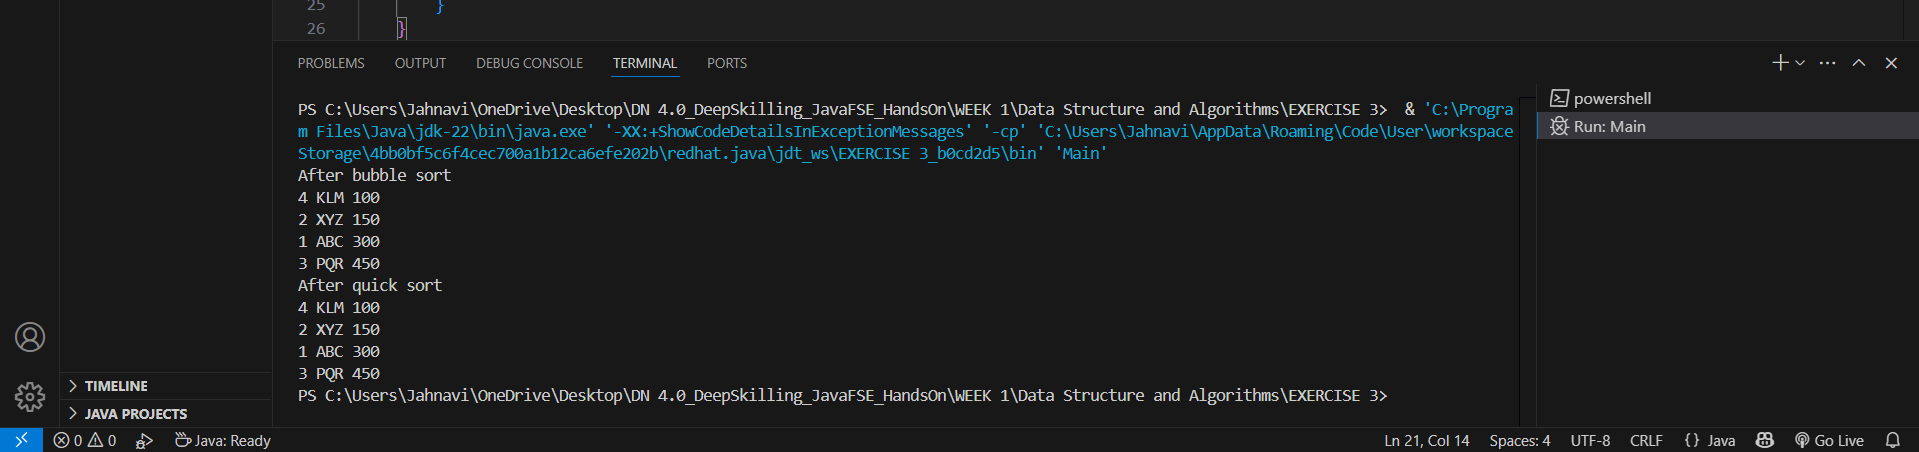 25 }
26 }
PROBLEMS OUTPUT DEBUG CONSOLE TERMINAL PORTS
PS C:\Users\Jahnavi\OneDrive\Desktop\DN 4.0_DeepSkilling_JavaFSE_HandsOn\WEEK 1\Data Structure and Algorithms\EXERCISE 3>  & 'C:\Progra
m Files\Java\jdk-22\bin\java.exe' '-XX:+ShowCodeDetailsInExceptionMessages' '-cp' 'C:\Users\Jahnavi\AppData\Roaming\Code\User\workspace
Storage\4bb0bf5c6f4cec700a1b12ca6efe202b\redhat.java\jdt_ws\EXERCISE 3_b0cd2d5\bin' 'Main'
After bubble sort
4 KLM 100
2 XYZ 150
1 ABC 300
3 PQR 450
After quick sort
4 KLM 100
2 XYZ 150
1 ABC 300
3 PQR 450
PS C:\Users\Jahnavi\OneDrive\Desktop\DN 4.0_DeepSkilling_JavaFSE_HandsOn\WEEK 1\Data Structure and Algorithms\EXERCISE 3>
powershell
Run: Main
TIMELINE
JAVA PROJECTS
0 0 Java: Ready Ln 21, Col 14 Spaces: 4 UTF-8 CRLF {} Java Go Live